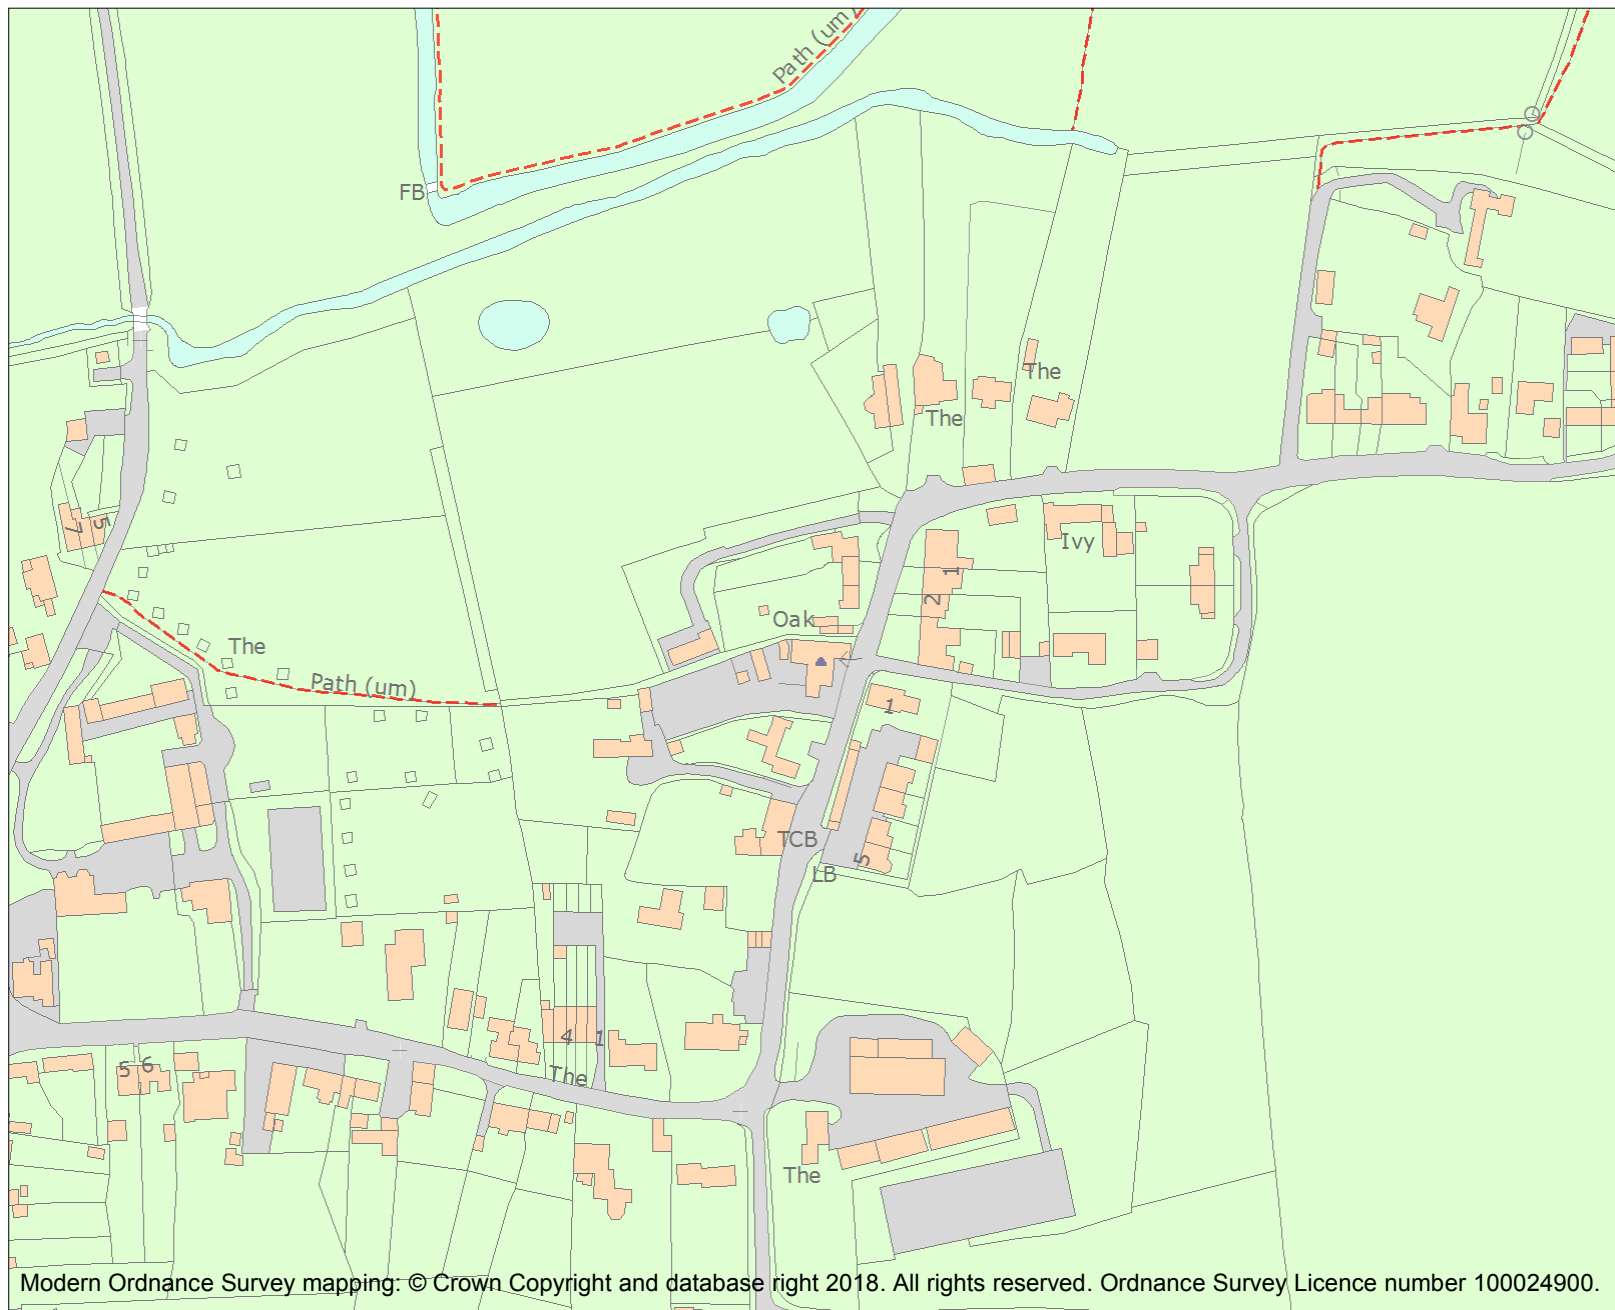 Path (um)
FB
The
The
7
5
Ivy
1
2
Oak
The
Path (um)
1
TCB
5
LB
4
1
5
6
The
The
Modern Ordnance Survey mapping: © Crown Copyright and database right 2018. All rights reserved. Ordnance Survey Licence number 100024900.